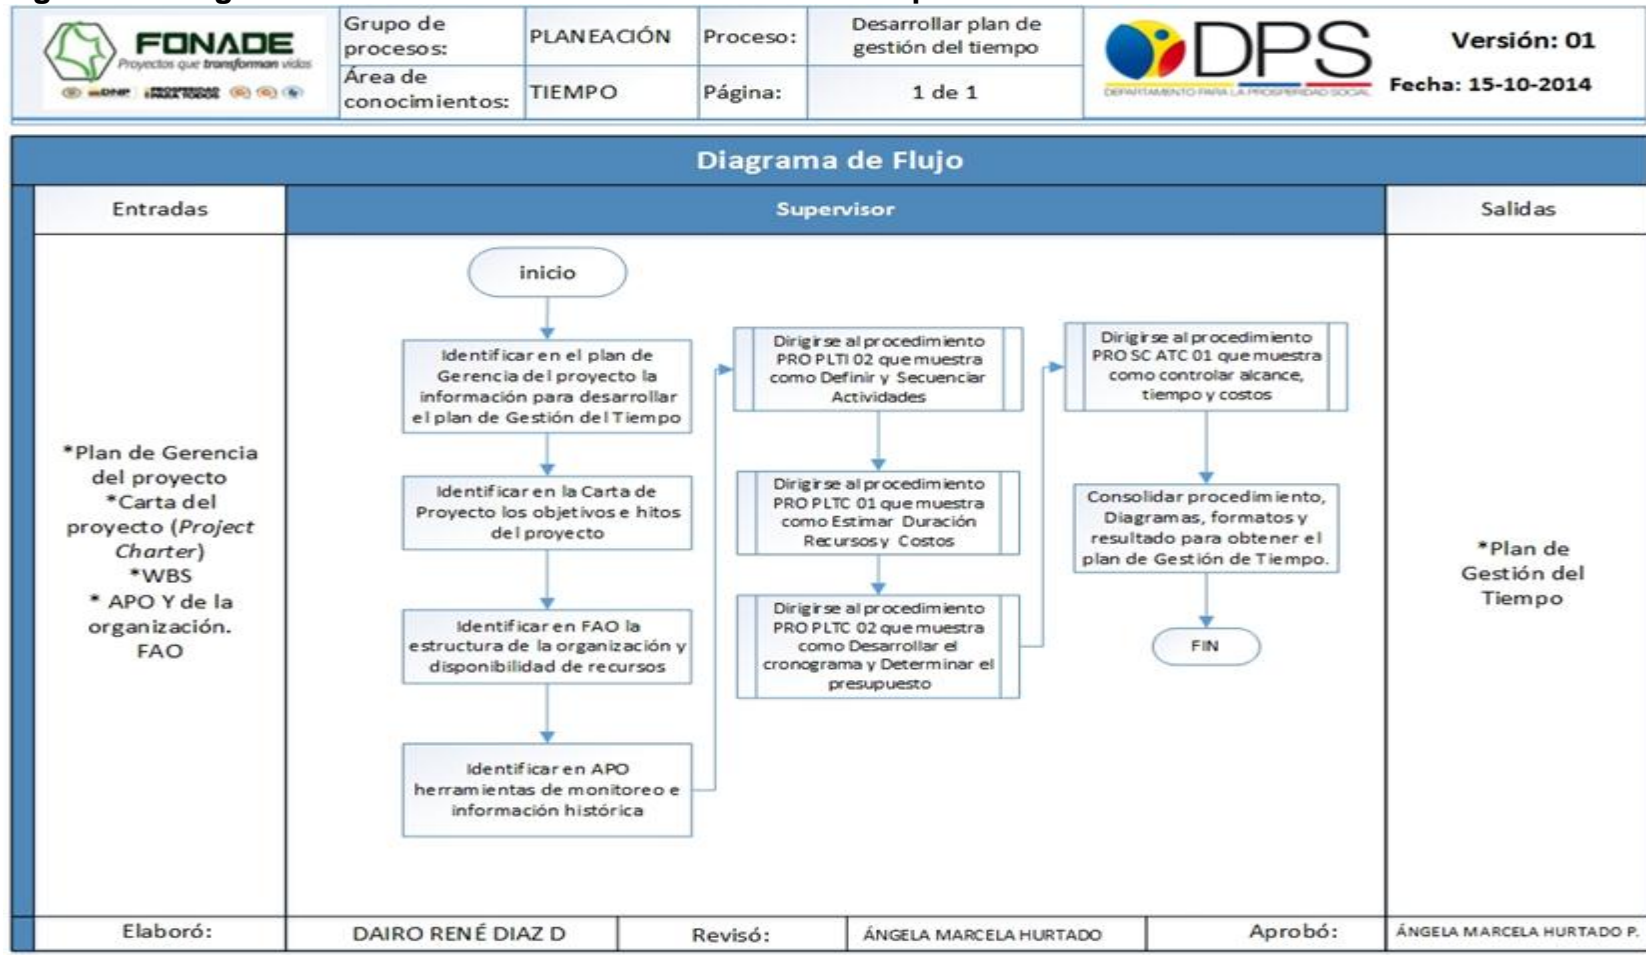 FONADE
Proyectos que transforman vidas
DNP
PROSPERIDAD
PARA TODOS
Grupo de
procesos:
PLANEACIÓN
Proceso:
Desarrollar plan de
gestión del tiempo
Área de
conocimientos:
TIEMPO
Página:
1 de 1
DPS
DEPARTAMENTO PARA LA PROSPERIDAD SOCIAL
Versión: 01
Fecha: 15-10-2014
Diagrama de Flujo
Entradas
Supervisor
Salidas
*Plan de Gerencia
del proyecto
*Carta del
proyecto (Project
Charter)
*WBS
* APO Y de la
organización.
FAO
inicio
Identificar en el plan de
Gerencia del proyecto la
información para desarrollar
el plan de Gestión del Tiempo
Identificar en la Carta de
Proyecto los objetivos e hitos
del proyecto
Identificar en FAO la
estructura de la organización y
disponibilidad de recursos
Identificar en APO
herramientas de monitoreo e
información histórica
Dirigirse al procedimiento
PRO PLTI 02 que muestra
como Definir y Secuenciar
Actividades
Dirigirse al procedimiento
PRO PLTC 01 que muestra
como Estimar Duración
Recursos y Costos
Dirigirse al procedimiento
PRO PLTC 02 que muestra
como Desarrollar el
cronograma y Determinar el
presupuesto
Dirigirse al procedimiento
PRO SC ATC 01 que muestra
como controlar alcance,
tiempo y costos
Consolidar procedimiento,
Diagramas, formatos y
resultado para obtener el
plan de Gestión de Tiempo.
FIN
*Plan de
Gestión del
Tiempo
Elaboró:
DAIRO RENÉ DIAZ D
Revisó:
ÁNGELA MARCELA HURTADO
Aprobó:
ÁNGELA MARCELA HURTADO P.